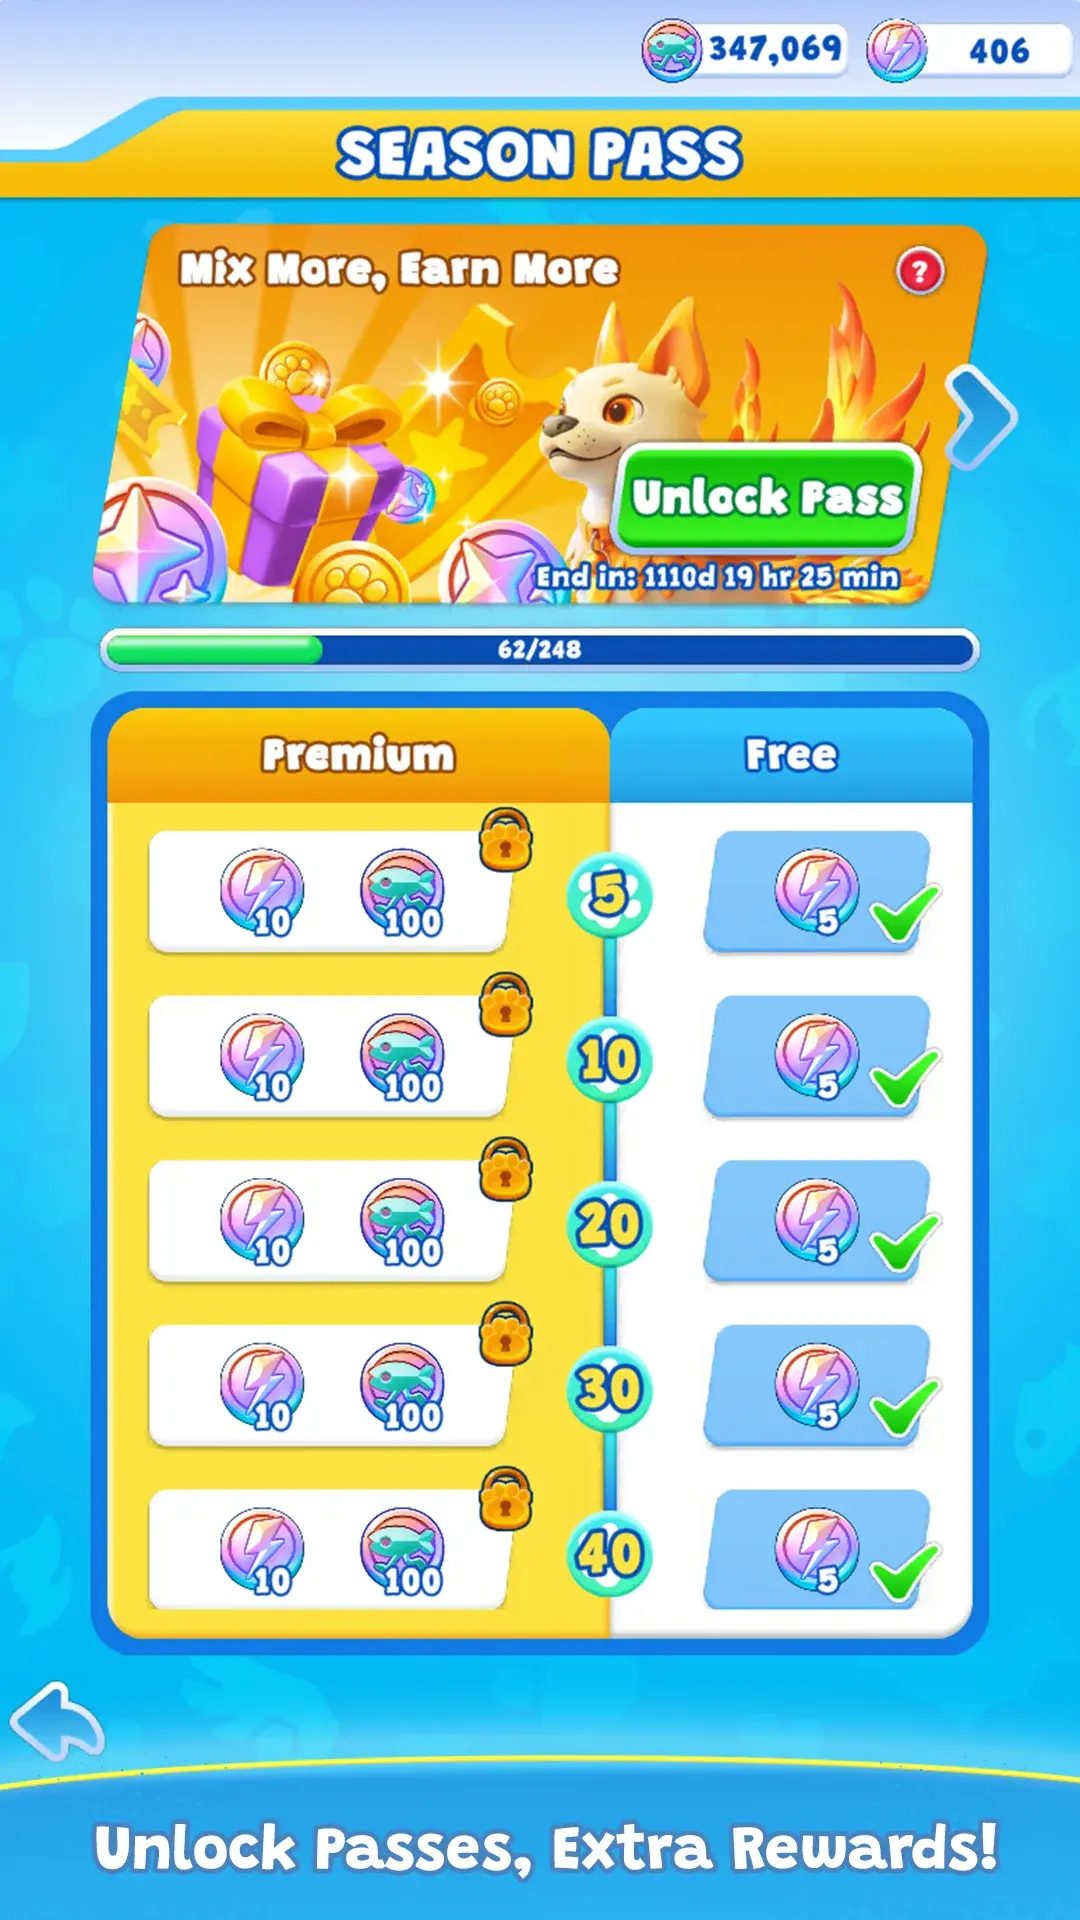 347,069 406
SEASON PASS
Mix More, Earn More ?
Unlock Pass
End in: 1110d 19 hr 25 min
62/248
Premium Free
10 100 5 5
10 100 10 5
10 100 20 5
10 100 30 5
10 100 40 5
Unlock Passes, Extra Rewards!